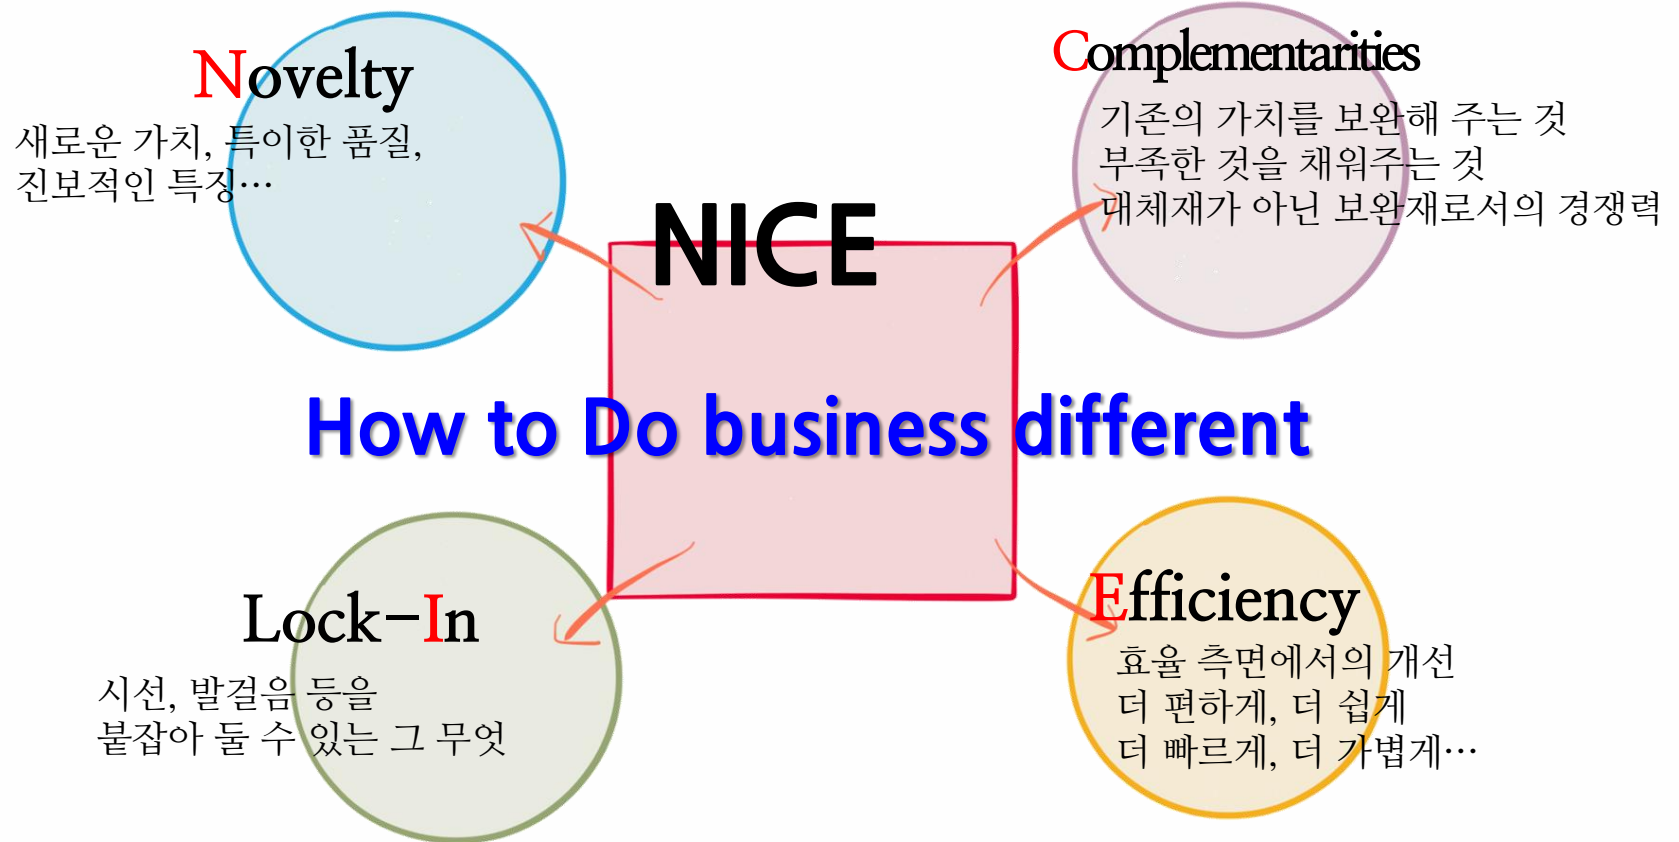 Novelty
새로운 가치, 특이한 품질,
진보적인 특징…
Complementarities
기존의 가치를 보완해 주는 것
부족한 것을 채워주는 것
대체재가 아닌 보완재로서의 경쟁력
NICE
How to Do business different
Lock-In
시선, 발걸음 등을
붙잡아 둘 수 있는 그 무엇
Efficiency
효율 측면에서의 개선
더 편하게, 더 쉽게
더 빠르게, 더 가볍게…